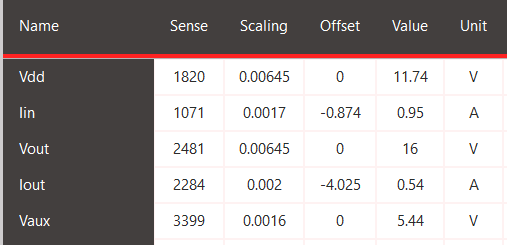 Name Sense Scaling Offset Value Unit
Vdd 1820 0.00645 0 11.74 V
Iin 1071 0.0017 -0.874 0.95 A
Vout 2481 0.00645 0 16 V
Iout 2284 0.002 -4.025 0.54 A
Vaux 3399 0.0016 0 5.44 V